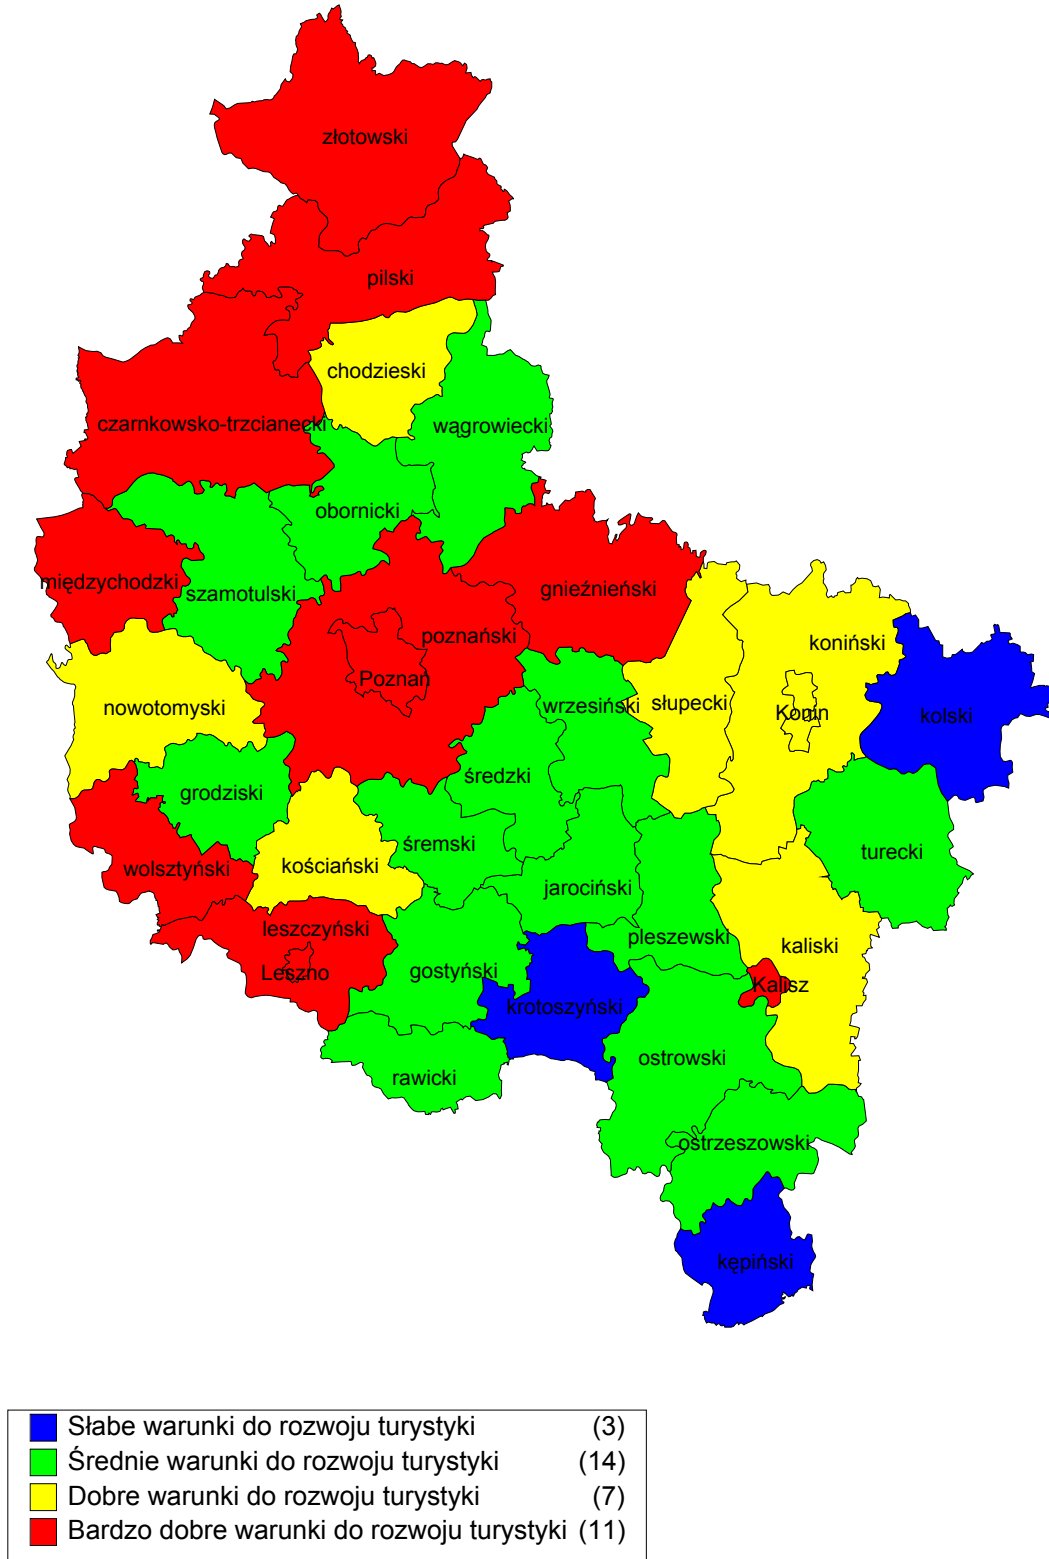 złotowski
pilski
chodzieski
czarnkowsko-trzcianecki
wągrowiecki
obornicki
międzychodzki
szamotulski
gnieźnieński
poznański
koniński
Poznań
nowotomyski
wrzesiński
słupecki
Konin
kolski
średzki
grodziski
śremski
turecki
wolsztyński
kościański
jarociński
leszczyński
pleszewski
kaliski
Leszno
gostyński
Kalisz
krotoszyński
ostrowski
rawicki
ostrzeszowski
kępiński
Słabe warunki do rozwoju turystyki (3)
Średnie warunki do rozwoju turystyki (14)
Dobre warunki do rozwoju turystyki (7)
Bardzo dobre warunki do rozwoju turystyki (11)